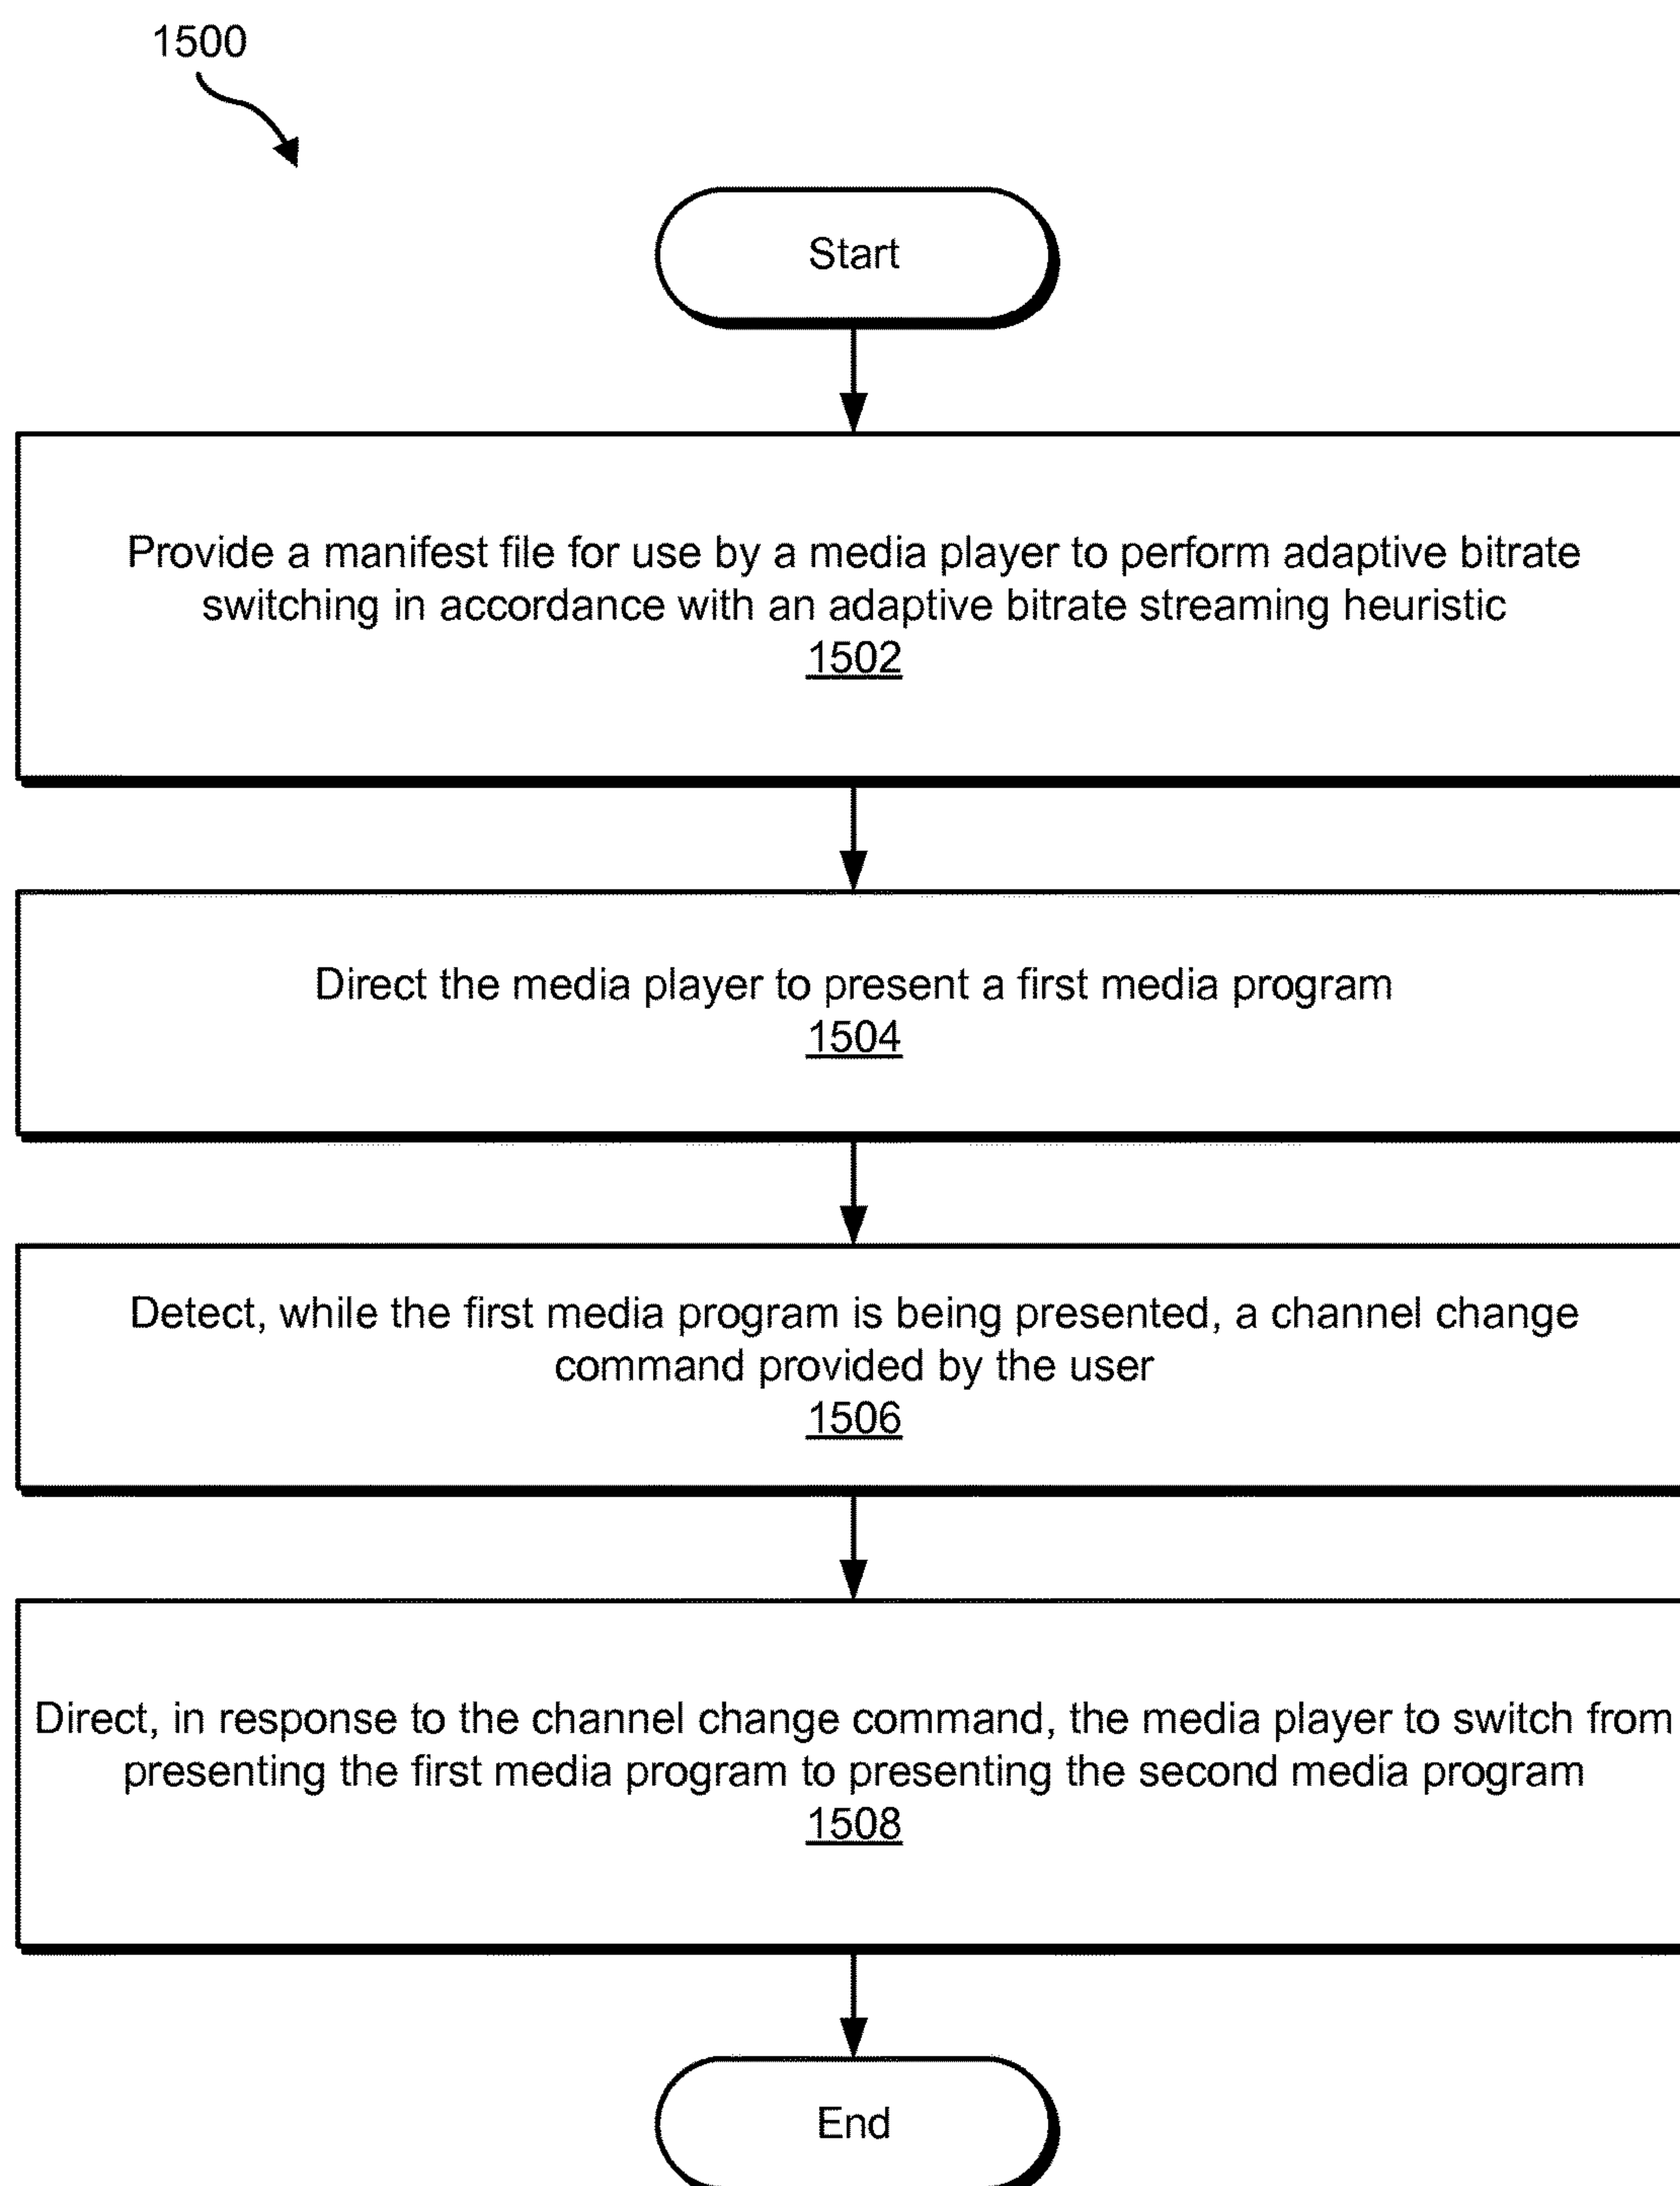 1500
Start
Provide a manifest file for use by a media player to perform adaptive bitrate
switching in accordance with an adaptive bitrate streaming heuristic
1502
Direct the media player to present a first media program
1504
Detect, while the first media program is being presented, a channel change
command provided by the user
1506
Direct, in response to the channel change command, the media player to switch from
presenting the first media program to presenting the second media program
1508
End